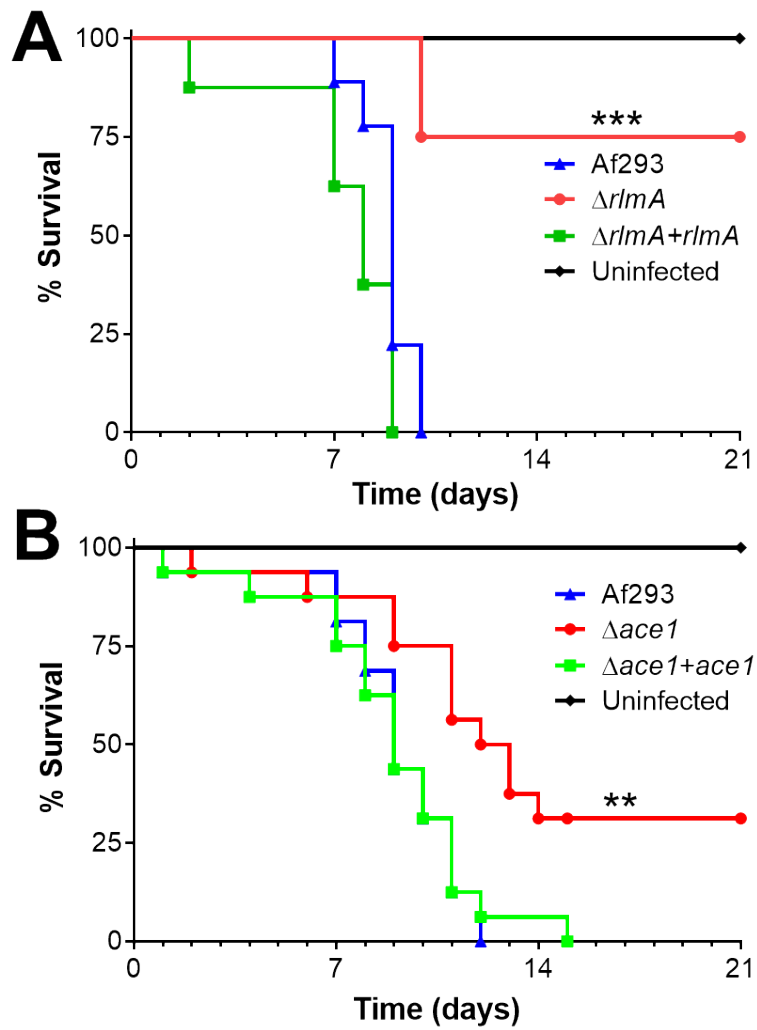 A
100
75
50
25
0
% Survival
***
Af293
ΔrlmA
ΔrlmA+rlmA
Uninfected
0 7 14 21
Time (days)
B
100
75
50
25
0
% Survival
Af293
Δace1
Δace1+ace1
Uninfected
**
0 7 14 21
Time (days)